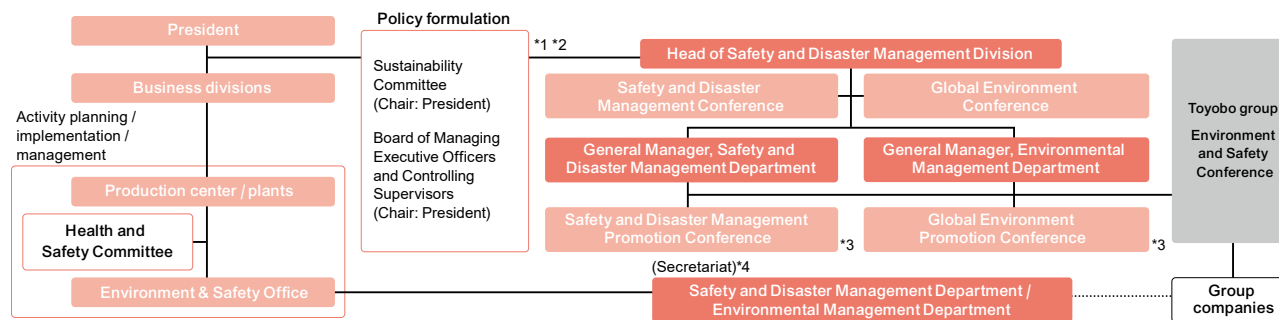 President
Business divisions
Activity planning /
implementation /
management
Production center / plants
Health and
Safety Committee
Environment & Safety Office
Policy formulation
Sustainability
Committee
(Chair: President)
Board of Managing
Executive Officers
and Controlling
Supervisors
(Chair: President)
*1 *2
Head of Safety and Disaster Management Division
Safety and Disaster
Management Conference
Global Environment
Conference
General Manager, Safety and
Disaster Management Department
General Manager, Environmental
Management Department
Safety and Disaster Management
Promotion Conference
*3
Global Environment
Promotion Conference
*3
(Secretariat)*4
Safety and Disaster Management Department /
Environmental Management Department
Toyobo group
Environment
and Safety
Conference
Group
companies